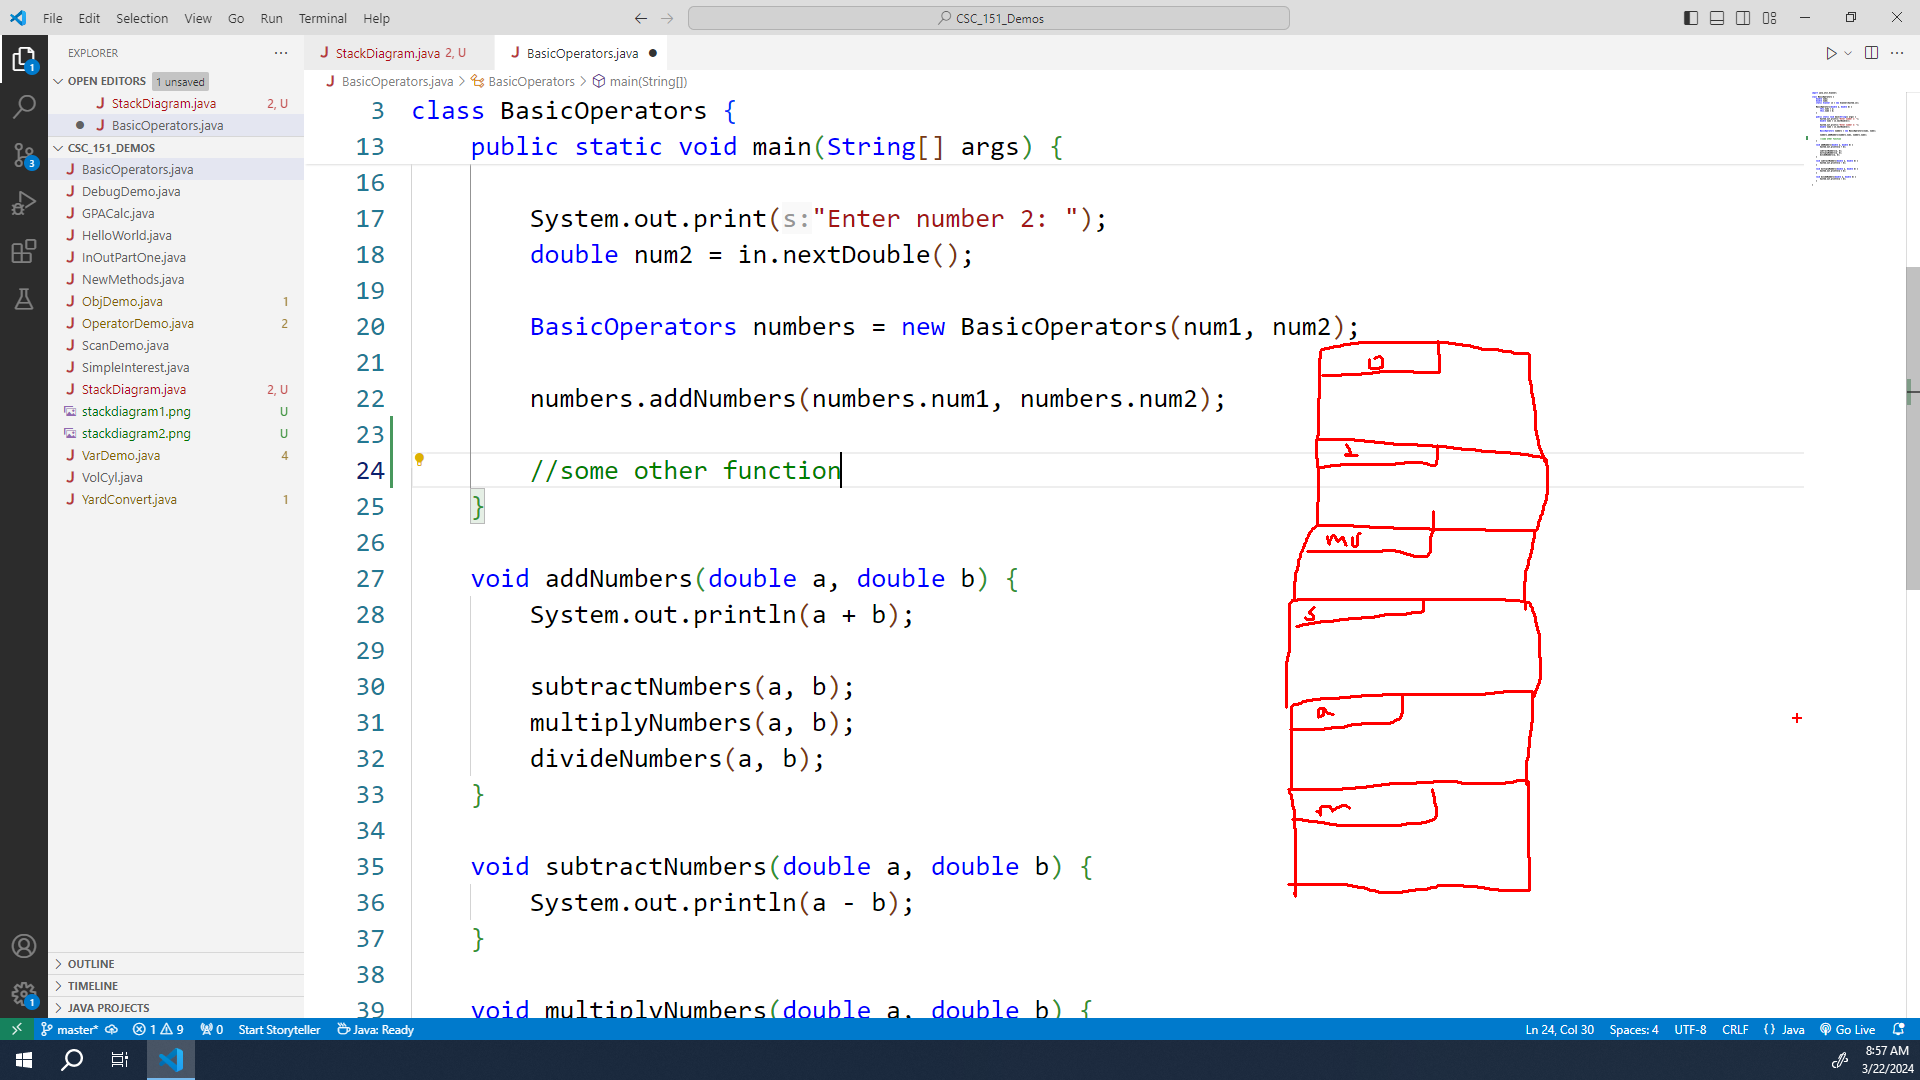 File Edit Selection View Go Run Terminal Help
CSC_151_Demos
EXPLORER
OPEN EDITORS 1 unsaved
StackDiagram.java 2, U
BasicOperators.java
CSC_151_DEMOS
BasicOperators.java
DebugDemo.java
GPACalc.java
HelloWorld.java
InOutPartOne.java
NewMethods.java
ObjDemo.java 1
OperatorDemo.java 2
ScanDemo.java
SimpleInterest.java
StackDiagram.java 2, U
stackdiagram1.png U
stackdiagram2.png U
VarDemo.java 4
VolCyl.java
YardConvert.java 1
OUTLINE
TIMELINE
JAVA PROJECTS
StackDiagram.java 2, U
BasicOperators.java
BasicOperators.java > BasicOperators > main(String[])
3 class BasicOperators {
13 public static void main(String[] args) {
16
17 System.out.print(s:"Enter number 2: ");
18 double num2 = in.nextDouble();
19
20 BasicOperators numbers = new BasicOperators(num1, num2);
21
22 numbers.addNumbers(numbers.num1, numbers.num2);
23
24 //some other function
25 }
26
27 void addNumbers(double a, double b) {
28 System.out.println(a + b);
29
30 subtractNumbers(a, b);
31 multiplyNumbers(a, b);
32 divideNumbers(a, b);
33 }
34
35 void subtractNumbers(double a, double b) {
36 System.out.println(a - b);
37 }
38
39 void multiplyNumbers(double a, double b) {
mu
s
a
m
master* 1 9 0 Start Storyteller Java: Ready
Ln 24, Col 30 Spaces: 4 UTF-8 CRLF {} Java Go Live
8:57 AM
3/22/2024